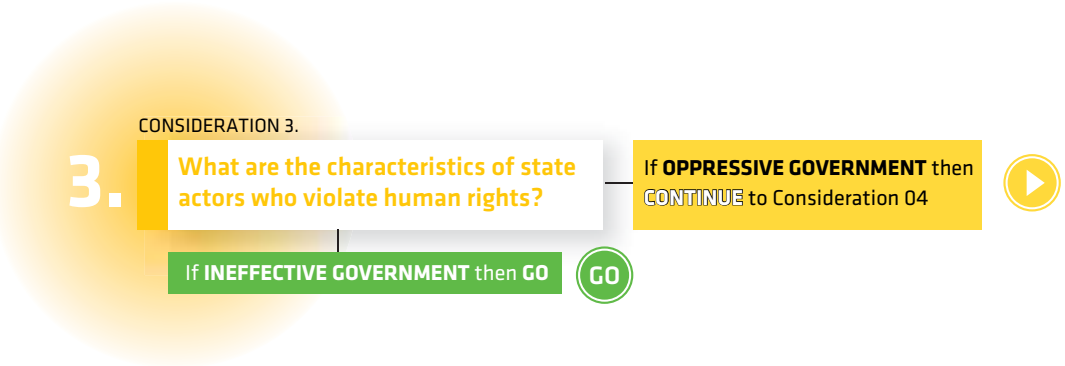 CONSIDERATION 3.
3.
What are the characteristics of state
actors who violate human rights?
If OPPRESSIVE GOVERNMENT then
CONTINUE to Consideration 04
If INEFFECTIVE GOVERNMENT then GO
GO